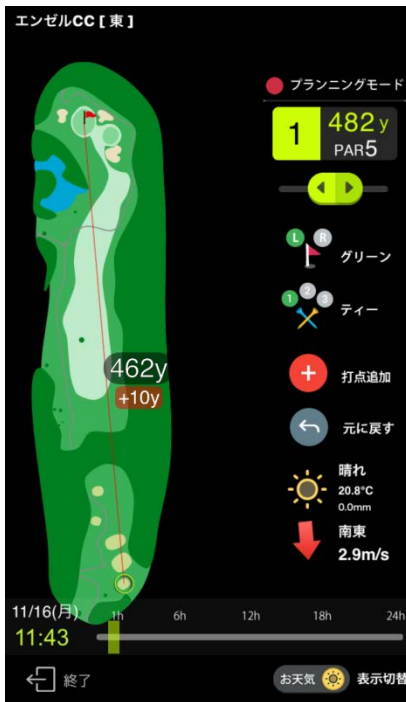 エンゼルCC [ 東 ]
プランニングモード
1
482y
PAR5
L R
グリーン
1 2 3
ティー
462y
+10y
打点追加
元に戻す
晴れ
20.8°C
0.0mm
南東
2.9m/s
11/16(月)
1h 6h 12h 18h 24h
11:43
終了
お天気
表示切替